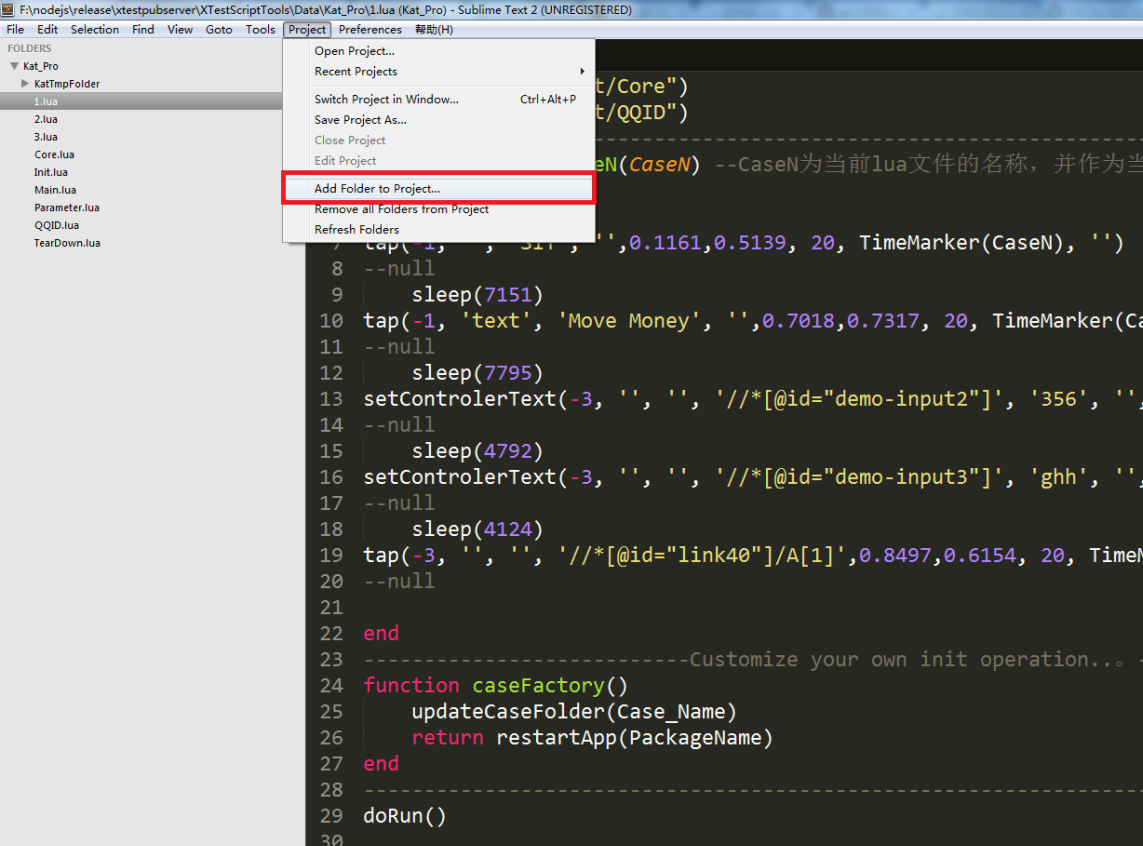 F:\nodejs\release\xtestpubserver\XTestScriptTools\Data\Kat_Pro\1.lua (Kat_Pro) - Sublime Text 2 (UNREGISTERED)
File Edit Selection Find View Goto Tools Project Preferences 帮助(H)
FOLDERS
Kat_Pro
KatTmpFolder
1.lua
2.lua
3.lua
Core.lua
Init.lua
Main.lua
Parameter.lua
QQID.lua
TearDown.lua
Open Project...
Recent Projects
Switch Project in Window... Ctrl+Alt+P
Save Project As...
Close Project
Edit Project
Add Folder to Project...
Remove all Folders from Project
Refresh Folders
t/Core")
t/QQID")
eN(CaseN) --CaseN为当前lua文件的名称，并作为当
'',0.1161,0.5139, 20, TimeMarker(CaseN), '')
8 --null
9 sleep(7151)
10 tap(-1, 'text', 'Move Money', '',0.7018,0.7317, 20, TimeMarker(Ca
11 --null
12 sleep(7795)
13 setControlerText(-3, '', '', '//*[@id="demo-input2"]', '356', '',
14 --null
15 sleep(4792)
16 setControlerText(-3, '', '', '//*[@id="demo-input3"]', 'ghh', '',
17 --null
18 sleep(4124)
19 tap(-3, '', '', '//*[@id="link40"]/A[1]',0.8497,0.6154, 20, TimeM
20 --null
21
22 end
23 ---------------------------Customize your own init operation..。-
24 function caseFactory()
25 updateCaseFolder(Case_Name)
26 return restartApp(PackageName)
27 end
28 -----------------------------------------------------------------
29 doRun()
30